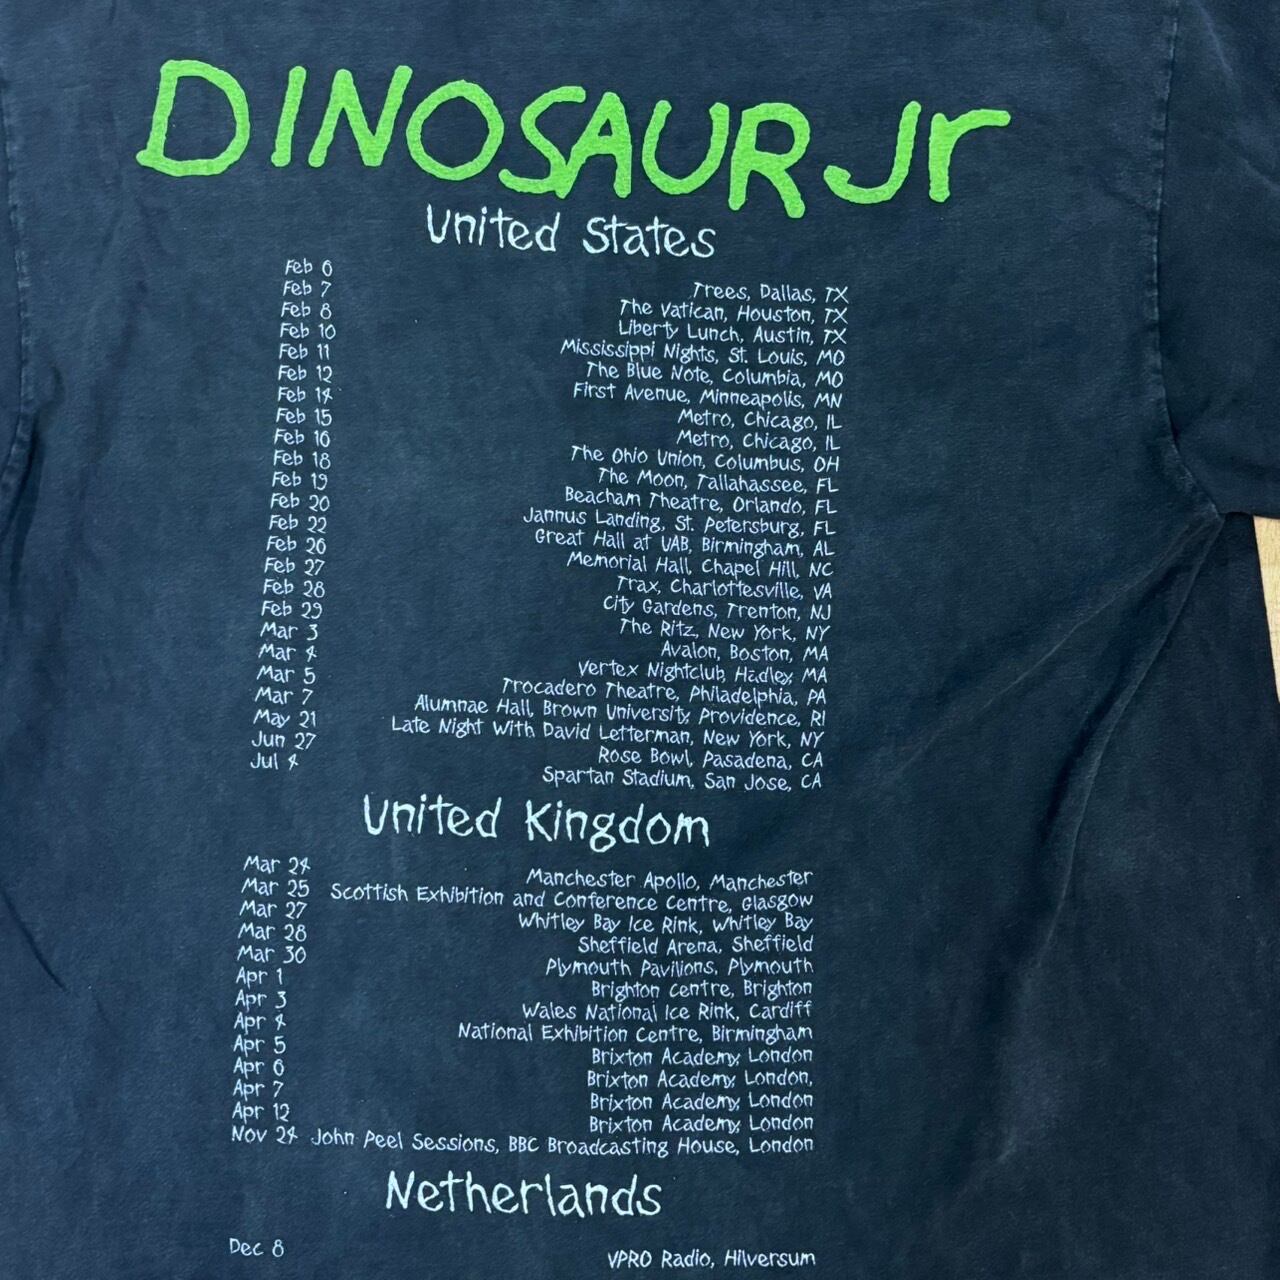 DINOSAUR Jr
United States
Feb 6 Trees, Dallas, TX
Feb 7 The Vatican, Houston, TX
Feb 8 Liberty Lunch, Austin, TX
Feb 10 Mississippi Nights, St. Louis, MO
Feb 11 The Blue Note, Columbia, MO
Feb 12 First Avenue, Minneapolis, MN
Feb 14 Metro, Chicago, IL
Feb 15 Metro, Chicago, IL
Feb 16 The Ohio Union, Columbus, OH
Feb 18 The Moon, Tallahassee, FL
Feb 19 Beacham Theatre, Orlando, FL
Feb 20 Jannus Landing, St. Petersburg, FL
Feb 22 Great Hall at UAB, Birmingham, AL
Feb 26 Memorial Hall, Chapel Hill, NC
Feb 27 Trax, Charlottesville, VA
Feb 28 City Gardens, Trenton, NJ
Feb 29 The Ritz, New York, NY
Mar 3 Avalon, Boston, MA
Mar 4 Vertex Nightclub, Hadley, MA
Mar 5 Trocadero Theatre, Philadelphia, PA
Mar 7 Alumnae Hall, Brown University, Providence, RI
May 21 Late Night With David Letterman, New York, NY
Jun 27 Rose Bowl, Pasadena, CA
Jul 4 Spartan Stadium, San Jose, CA
United Kingdom
Mar 24 Manchester Apollo, Manchester
Mar 25 Scottish Exhibition and Conference Centre, Glasgow
Mar 27 Whitley Bay Ice Rink, Whitley Bay
Mar 28 Sheffield Arena, Sheffield
Mar 30 Plymouth Pavilions, Plymouth
Apr 1 Brighton Centre, Brighton
Apr 3 Wales National Ice Rink, Cardiff
Apr 4 National Exhibition Centre, Birmingham
Apr 5 Brixton Academy, London
Apr 6 Brixton Academy, London,
Apr 7 Brixton Academy, London
Apr 12 Brixton Academy, London
Nov 24 John Peel Sessions, BBC Broadcasting House, London
Netherlands
Dec 8 VPRO Radio, Hilversum